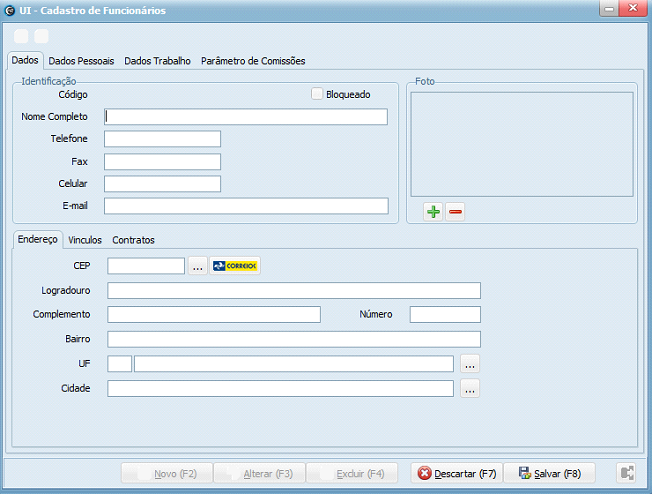 UI - Cadastro de Funcionários
Dados Dados Pessoais Dados Trabalho Parâmetro de Comissões
Identificação Foto
Código Bloqueado
Nome Completo
Telefone
Fax
Celular
E-mail
Endereço Vinculos Contratos
CEP ... CORREIOS
Logradouro
Complemento Número
Bairro
UF ...
Cidade ...
Novo (F2) Alterar (F3) Excluir (F4) Descartar (F7) Salvar (F8)